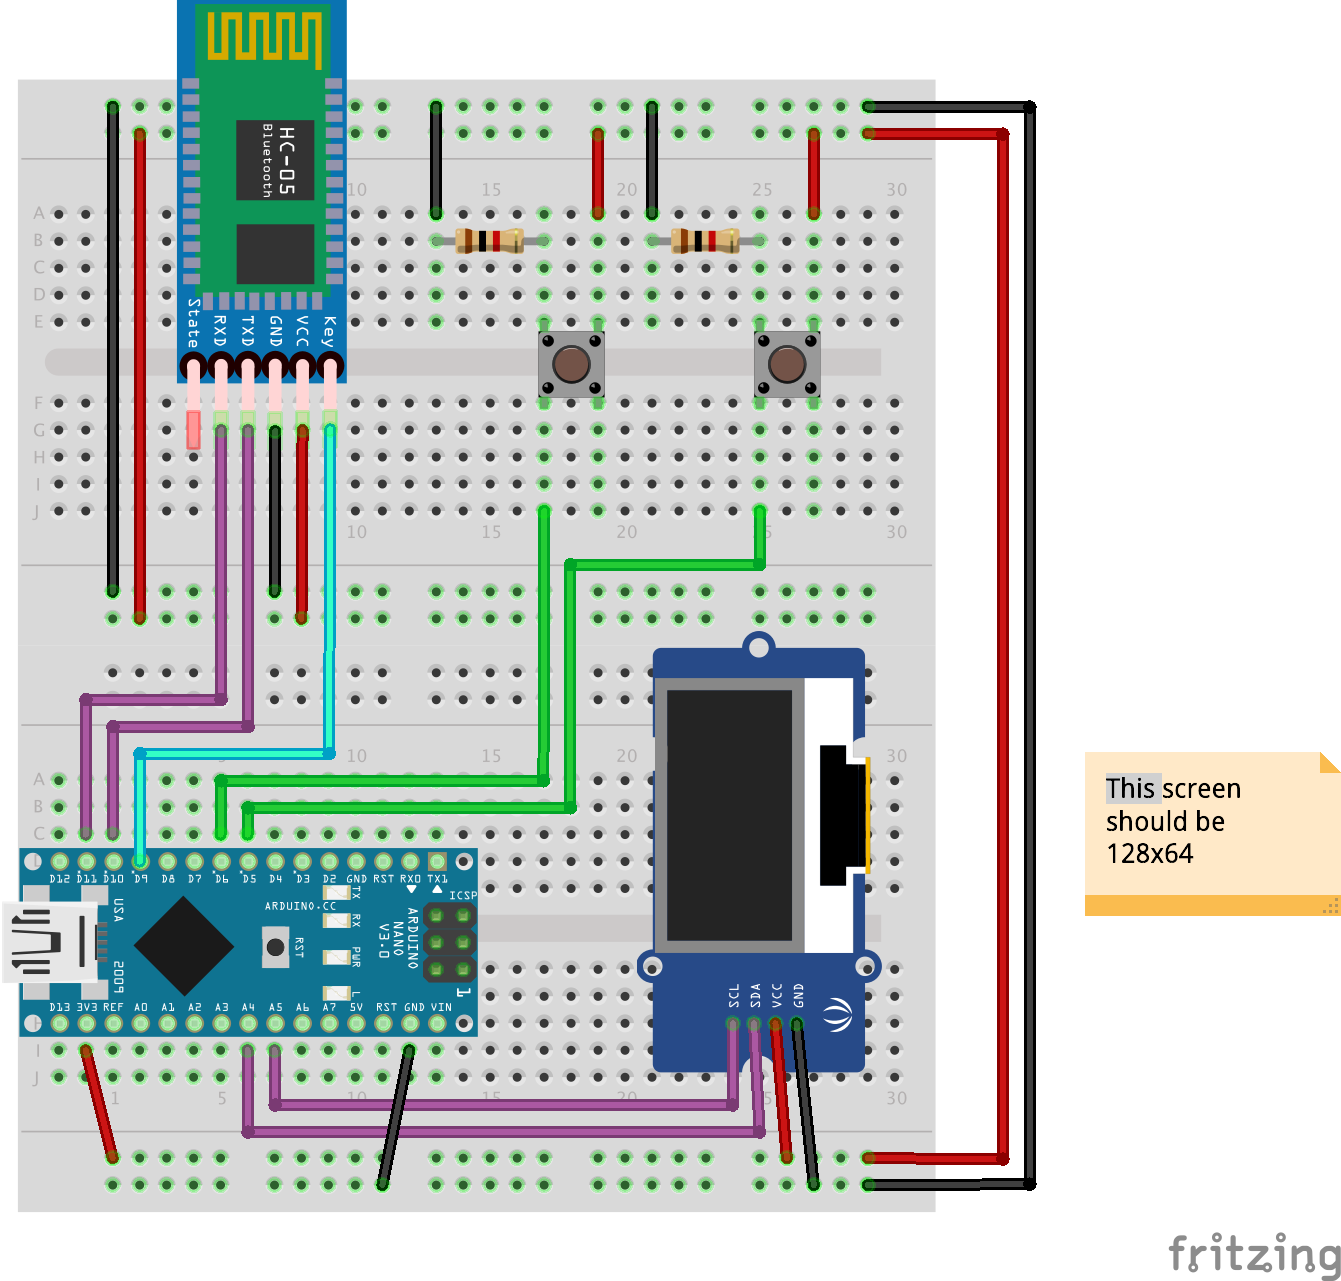 HC-05
Bluetooth
State
RXD
TXD
GND
VCC
Key
10
15
20
25
30
A
B
C
D
E
F
G
H
I
J
10
15
20
30
5
10
15
20
30
A
B
C
D12
D11
D10
D9
D8
D7
D6
D5
D4
D3
D2
GND
RST
RX0
TX1
USA
2009
ARDUINO.CC
RST
TX
RX
PWR
L
ARDUINO
NANO
V3.0
ICSP
1
D13
3V3
REF
A0
A1
A2
A3
A4
A5
A6
A7
5V
RST
GND
VIN
I
J
1
5
15
20
30
SCL
SDA
VCC
GND
This screen
should be
128x64
fritzing